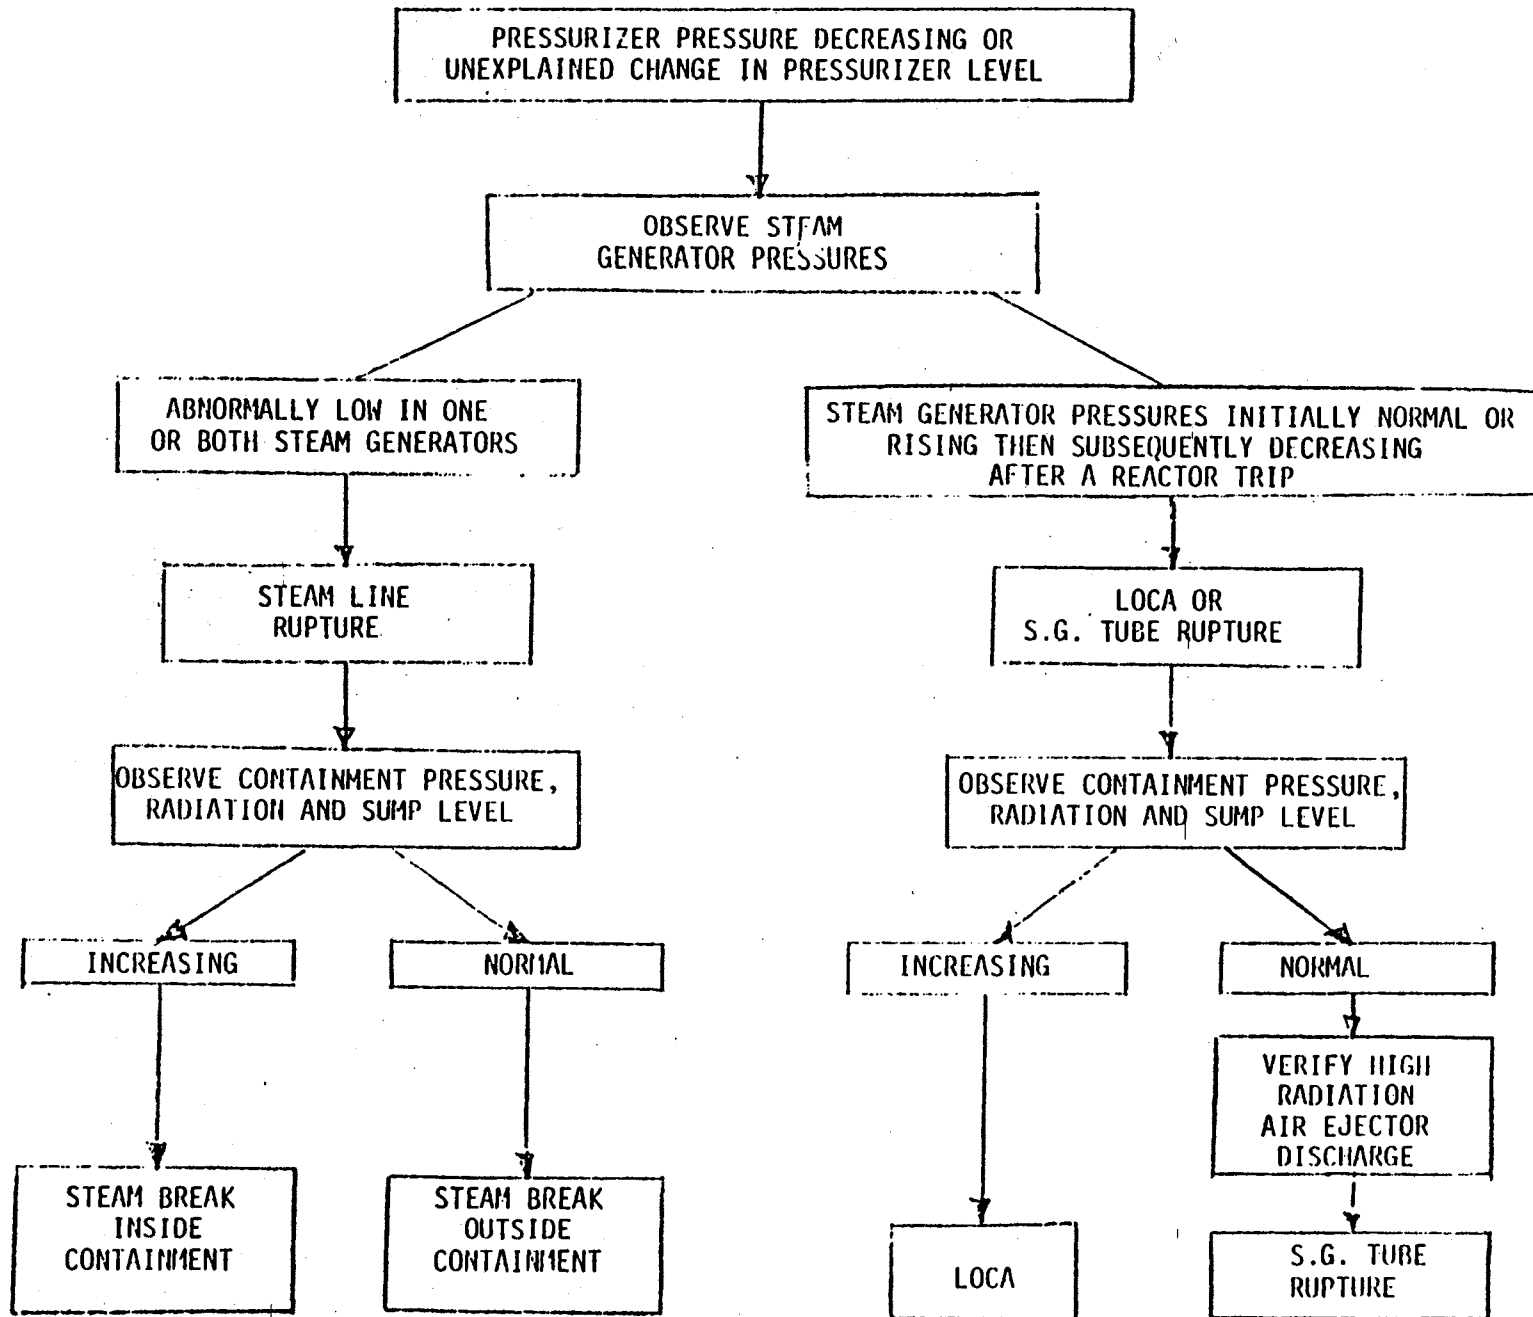 PRESSURIZER PRESSURE DECREASING OR
UNEXPLAINED CHANGE IN PRESSURIZER LEVEL
OBSERVE STEAM
GENERATOR PRESSURES
ABNORMALLY LOW IN ONE
OR BOTH STEAM GENERATORS
STEAM GENERATOR PRESSURES INITIALLY NORMAL OR
RISING THEN SUBSEQUENTLY DECREASING
AFTER A REACTOR TRIP
STEAM LINE
RUPTURE
LOCA OR
S.G. TUBE RUPTURE
OBSERVE CONTAINMENT PRESSURE,
RADIATION AND SUMP LEVEL
OBSERVE CONTAINMENT PRESSURE,
RADIATION AND SUMP LEVEL
INCREASING
NORMAL
INCREASING
NORMAL
VERIFY HIGH
RADIATION
AIR EJECTOR
DISCHARGE
STEAM BREAK
INSIDE
CONTAINMENT
STEAM BREAK
OUTSIDE
CONTAINMENT
LOCA
S.G. TUBE
RUPTURE